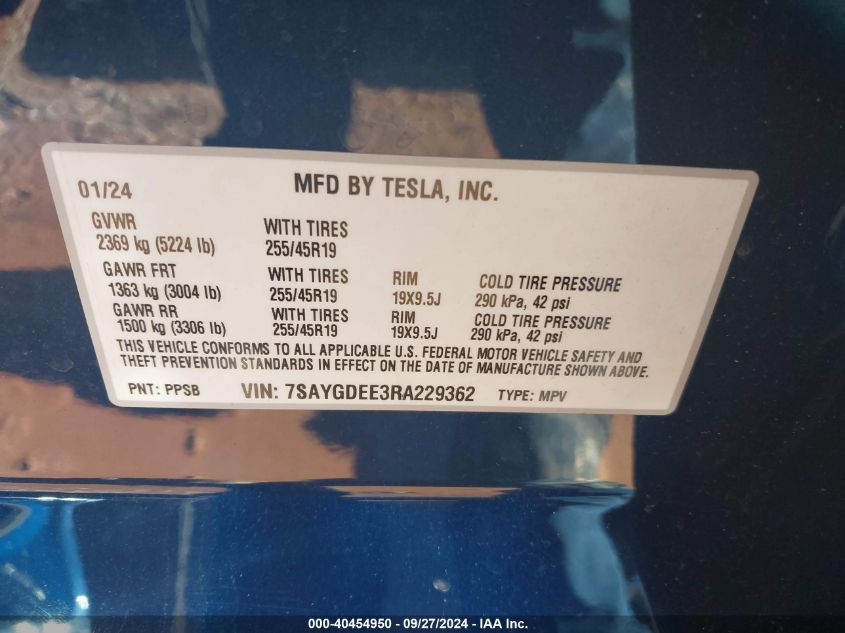 01/24 MFD BY TESLA, INC.
GVWR WITH TIRES
2369 kg (5224 lb) 255/45R19
GAWR FRT WITH TIRES RIM COLD TIRE PRESSURE
1363 kg (3004 lb) 255/45R19 19X9.5J 290 kPa, 42 psi
GAWR RR WITH TIRES RIM COLD TIRE PRESSURE
1500 kg (3306 lb) 255/45R19 19X9.5J 290 kPa, 42 psi
THIS VEHICLE CONFORMS TO ALL APPLICABLE U.S. FEDERAL MOTOR VEHICLE SAFETY AND
THEFT PREVENTION STANDARDS IN EFFECT ON THE DATE OF MANUFACTURE SHOWN ABOVE.
PNT: PPSB VIN: 7SAYGDEE3RA229362 TYPE: MPV
000-40454950 - 09/27/2024 - IAA Inc.